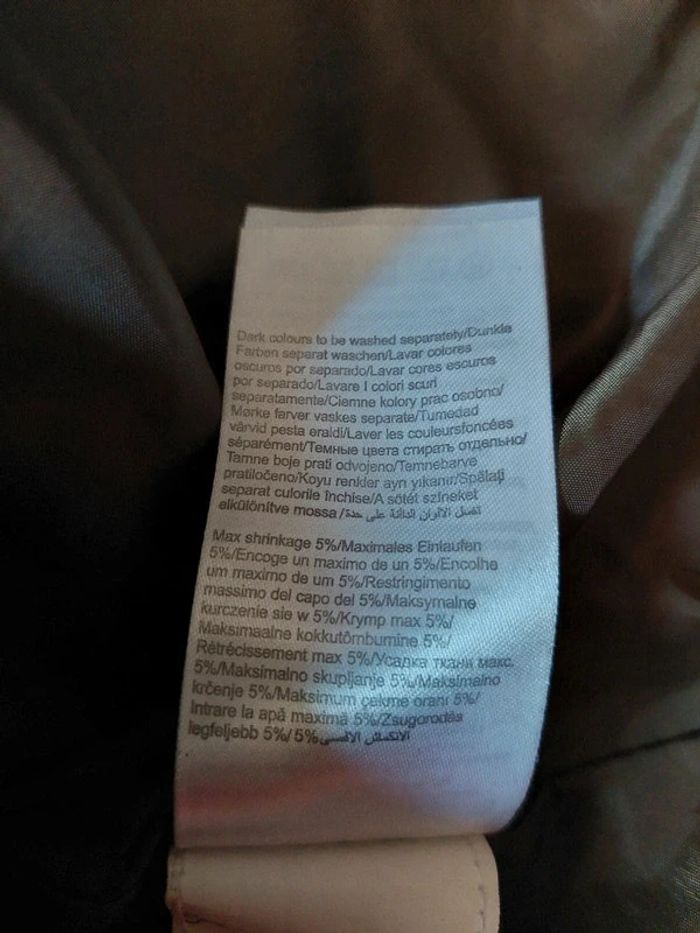 Dark colours to be washed separately/Dunkle
Farben separat waschen/Lavar colores
oscuros por separado/Lavar cores escuros
por separado/Lavare I colori scuri
separatamente/Ciemne kolory prac osobno/
Mørke farver vaskes separate/Tumedad
värvid pesta eraldi/Laver les couleursfoncées
séparément/Темные цвета стирать отдельно/
Tamne boje prati odvojeno/Temnebarve
pratiločeno/Koyu renkler ayn yıkanır/Spălați
separat culorile închise/A sötét színeket
elkülönítve mossa/تغسل الألوان الداكنة على حدة/
Max shrinkage 5%/Maximales Einlaufen
5%/Encoge un maximo de un 5%/Encolhe
um maximo de um 5%/Restringimento
massimo del capo del 5%/Maksymalne
kurczenie sie w 5%/Krymp max 5%/
Maksimaalne kokkutõmbumine 5%/
Rétrécissement max 5%/Усадка ткани макс.
5%/Maksimalno skupljanje 5%/Maksimalno
krčenje 5%/Maksimum çekme oranı 5%/
Intrare la apă maximă 5%/Zsugorodás
legfeljebb 5%/5% الانكماش الأقصى